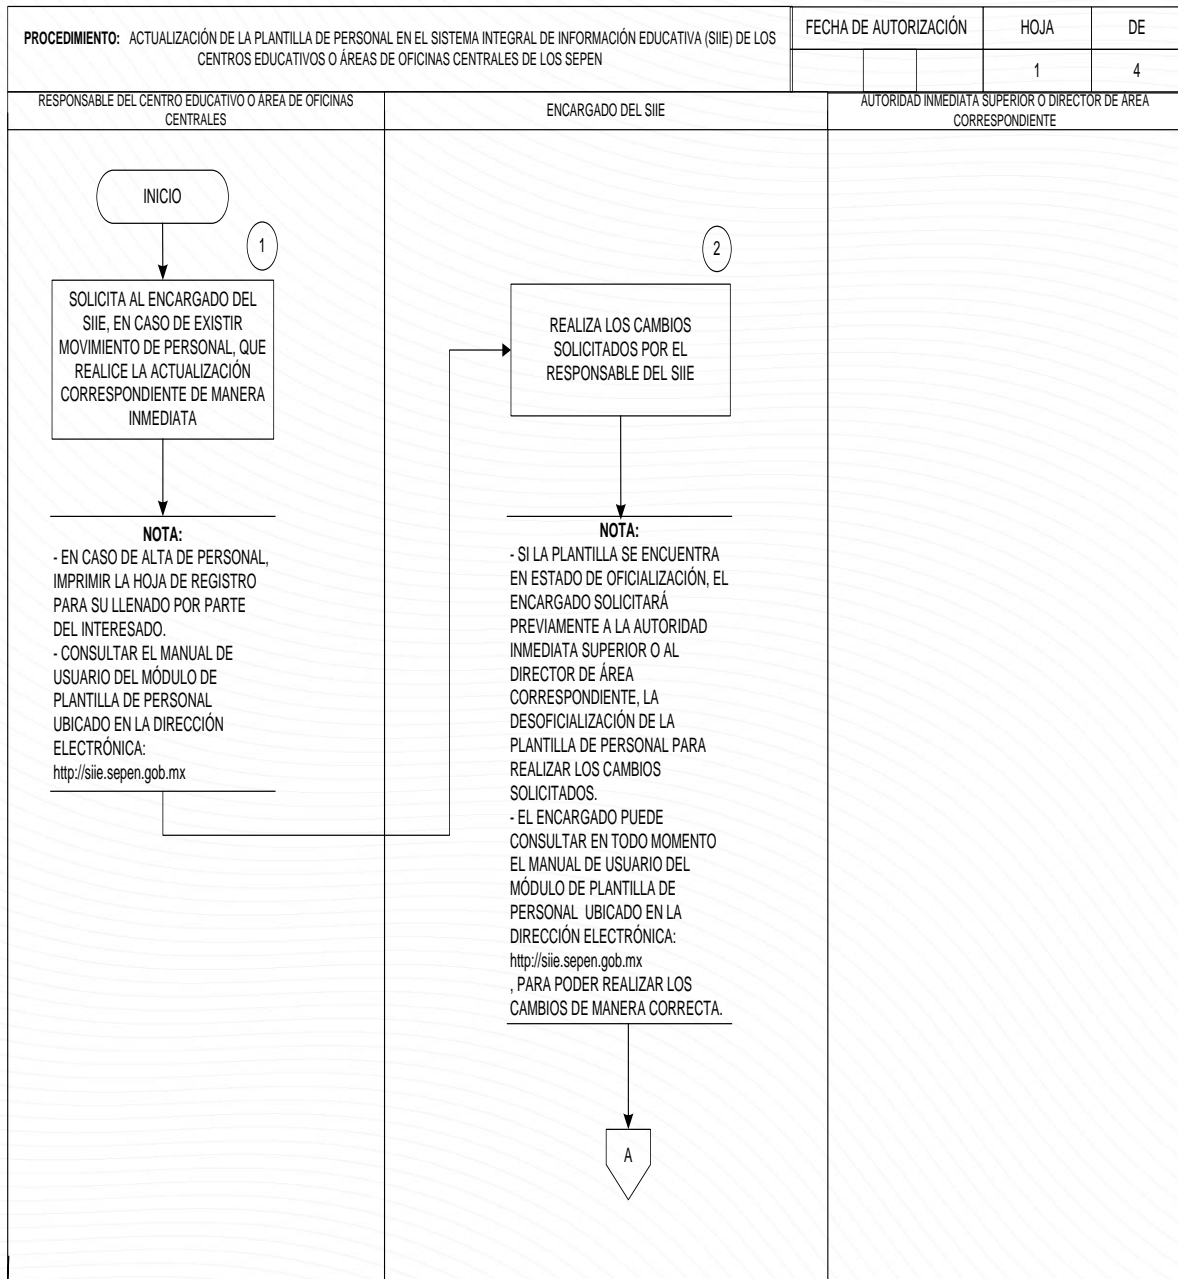 PROCEDIMIENTO: ACTUALIZACIÓN DE LA PLANTILLA DE PERSONAL EN EL SISTEMA INTEGRAL DE INFORMACIÓN EDUCATIVA (SIIE) DE LOS
CENTROS EDUCATIVOS O ÁREAS DE OFICINAS CENTRALES DE LOS SEPEN
FECHA DE AUTORIZACIÓN
HOJA
DE
1
4
RESPONSABLE DEL CENTRO EDUCATIVO O ÁREA DE OFICINAS
CENTRALES
ENCARGADO DEL SIIE
AUTORIDAD INMEDIATA SUPERIOR O DIRECTOR DE ÁREA
CORRESPONDIENTE
INICIO
1
SOLICITA AL ENCARGADO DEL
SIIE, EN CASO DE EXISTIR
MOVIMIENTO DE PERSONAL, QUE
REALICE LA ACTUALIZACIÓN
CORRESPONDIENTE DE MANERA
INMEDIATA
NOTA:
- EN CASO DE ALTA DE PERSONAL,
IMPRIMIR LA HOJA DE REGISTRO
PARA SU LLENADO POR PARTE
DEL INTERESADO.
- CONSULTAR EL MANUAL DE
USUARIO DEL MÓDULO DE
PLANTILLA DE PERSONAL
UBICADO EN LA DIRECCIÓN
ELECTRÓNICA:
http://siie.sepen.gob.mx
2
REALIZA LOS CAMBIOS
SOLICITADOS POR EL
RESPONSABLE DEL SIIE
NOTA:
- SI LA PLANTILLA SE ENCUENTRA
EN ESTADO DE OFICIALIZACIÓN, EL
ENCARGADO SOLICITARÁ
PREVIAMENTE A LA AUTORIDAD
INMEDIATA SUPERIOR O AL
DIRECTOR DE ÁREA
CORRESPONDIENTE, LA
DESOFICIALIZACIÓN DE LA
PLANTILLA DE PERSONAL PARA
REALIZAR LOS CAMBIOS
SOLICITADOS.
- EL ENCARGADO PUEDE
CONSULTAR EN TODO MOMENTO
EL MANUAL DE USUARIO DEL
MÓDULO DE PLANTILLA DE
PERSONAL UBICADO EN LA
DIRECCIÓN ELECTRÓNICA:
http://siie.sepen.gob.mx
, PARA PODER REALIZAR LOS
CAMBIOS DE MANERA CORRECTA.
A